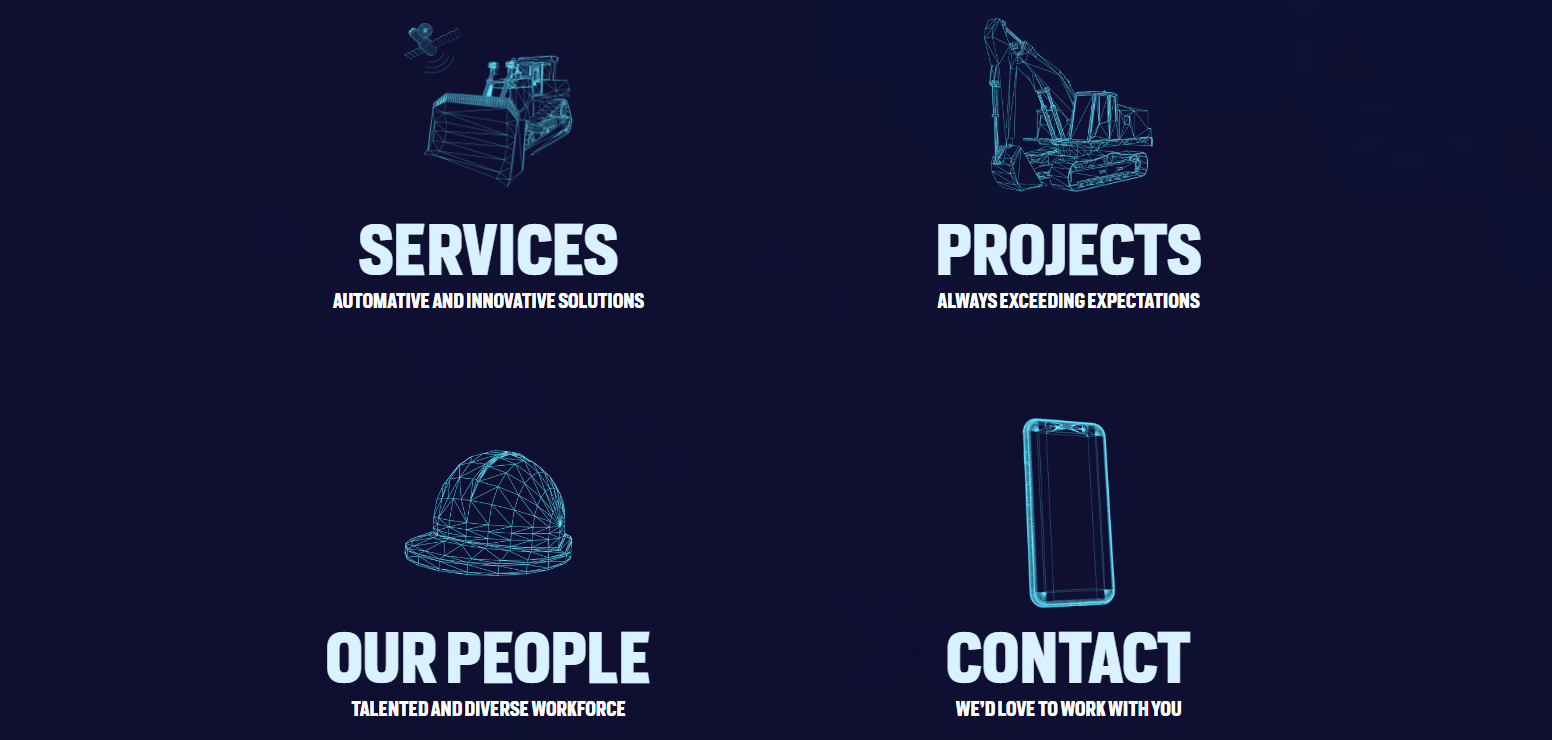 SERVICES
AUTOMATIVE AND INNOVATIVE SOLUTIONS
PROJECTS
ALWAYS EXCEEDING EXPECTATIONS
OUR PEOPLE
TALENTED AND DIVERSE WORKFORCE
CONTACT
WE'D LOVE TO WORK WITH YOU